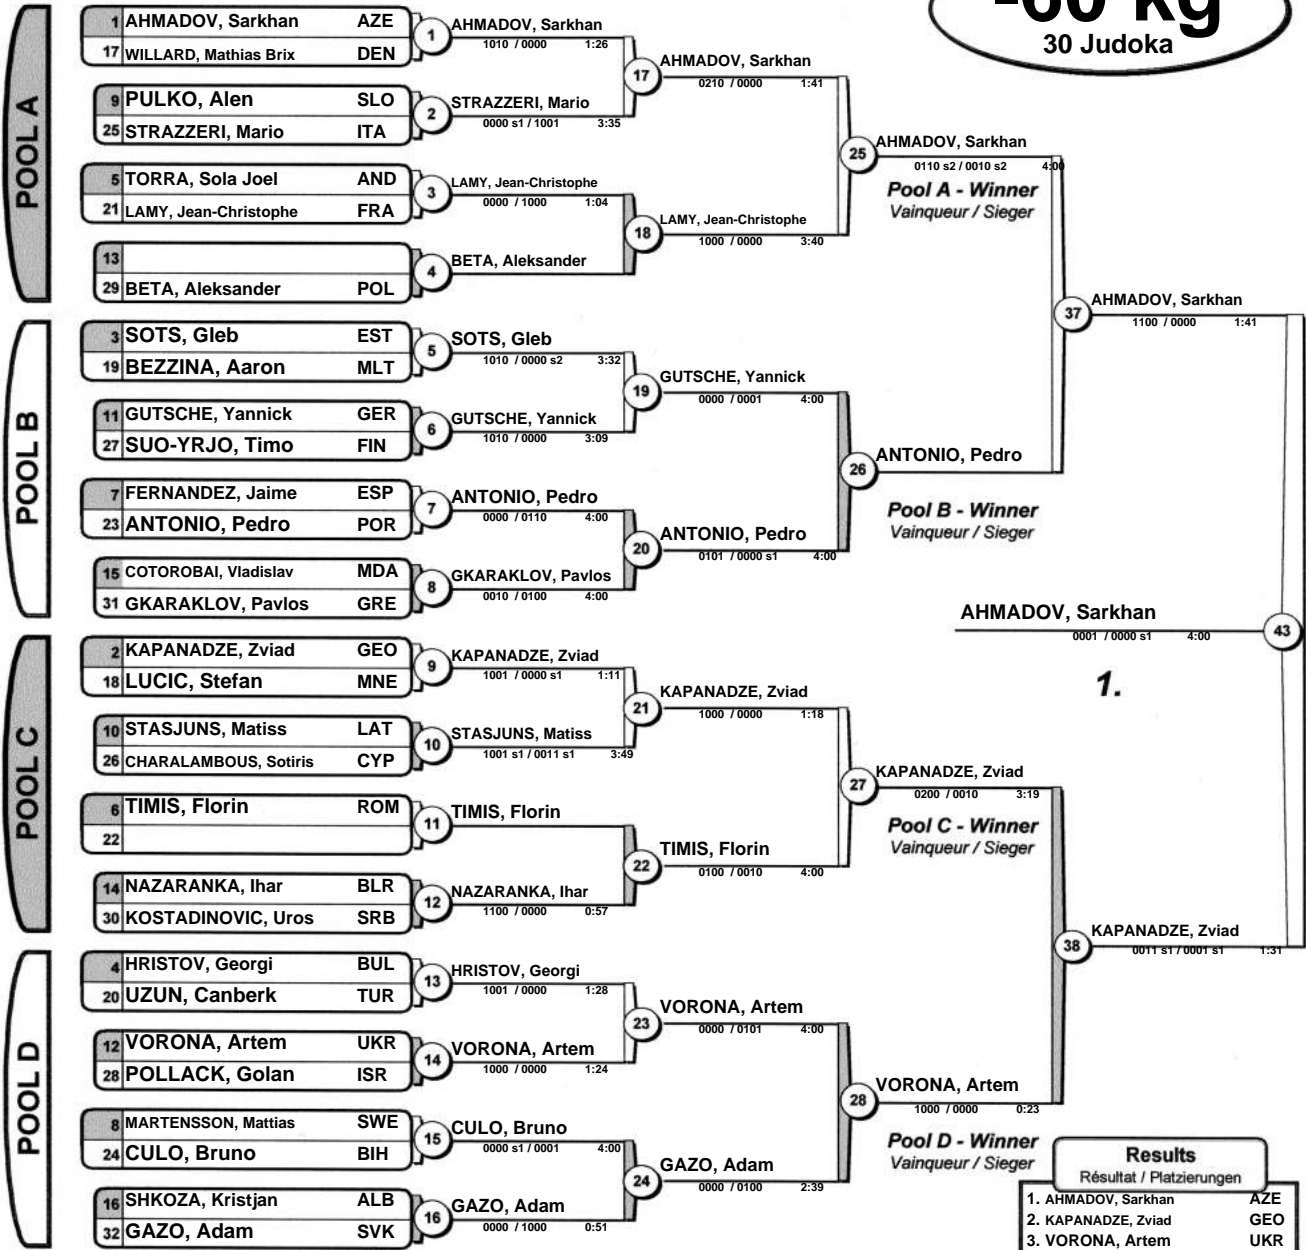 -60 kg
30 Judoka
POOL A
1 AHMADOV, Sarkhan AZE
17 WILLARD, Mathias Brix DEN
9 PULKO, Alen SLO
25 STRAZZERI, Mario ITA
5 TORRA, Sola Joel AND
21 LAMY, Jean-Christophe FRA
13
29 BETA, Aleksander POL
POOL B
3 SOTS, Gleb EST
19 BEZZINA, Aaron MLT
11 GUTSCHE, Yannick GER
27 SUO-YRJO, Timo FIN
7 FERNANDEZ, Jaime ESP
23 ANTONIO, Pedro POR
15 COTOROBAI, Vladislav MDA
31 GKARAKLOV, Pavlos GRE
POOL C
2 KAPANADZE, Zviad GEO
18 LUCIC, Stefan MNE
10 STASJUNS, Matiss LAT
26 CHARALAMBOUS, Sotiris CYP
6 TIMIS, Florin ROM
22
14 NAZARANKA, Ihar BLR
30 KOSTADINOVIC, Uros SRB
POOL D
4 HRISTOV, Georgi BUL
20 UZUN, Canberk TUR
12 VORONA, Artem UKR
28 POLLACK, Golan ISR
8 MARTENSSON, Mattias SWE
24 CULO, Bruno BIH
16 SHKOZA, Kristjan ALB
32 GAZO, Adam SVK
1 AHMADOV, Sarkhan
1010 / 0000 1:26
2 STRAZZERI, Mario
0000 s1 / 1001 3:35
3 LAMY, Jean-Christophe
0000 / 1000 1:04
4 BETA, Aleksander
5 SOTS, Gleb
1010 / 0000 s2 3:32
6 GUTSCHE, Yannick
1010 / 0000 3:09
7 ANTONIO, Pedro
0000 / 0110 4:00
8 GKARAKLOV, Pavlos
0010 / 0100 4:00
9 KAPANADZE, Zviad
1001 / 0000 s1 1:11
10 STASJUNS, Matiss
1001 s1 / 0011 s1 3:49
11 TIMIS, Florin
12 NAZARANKA, Ihar
1100 / 0000 0:57
13 HRISTOV, Georgi
1001 / 0000 1:28
14 VORONA, Artem
1000 / 0000 1:24
15 CULO, Bruno
0000 s1 / 0001 4:00
16 GAZO, Adam
0000 / 1000 0:51
17 AHMADOV, Sarkhan
0210 / 0000 1:41
18 LAMY, Jean-Christophe
1000 / 0000 3:40
19 GUTSCHE, Yannick
0000 / 0001 4:00
20 ANTONIO, Pedro
0101 / 0000 s1 4:00
21 KAPANADZE, Zviad
1000 / 0000 1:18
22 TIMIS, Florin
0100 / 0010 4:00
23 VORONA, Artem
0000 / 0101 4:00
24 GAZO, Adam
0000 / 0100 2:39
25 AHMADOV, Sarkhan
0110 s2 / 0010 s2 4:00
Pool A - Winner
Vainqueur / Sieger
26 ANTONIO, Pedro
Pool B - Winner
Vainqueur / Sieger
27 KAPANADZE, Zviad
0200 / 0010 3:19
Pool C - Winner
Vainqueur / Sieger
28 VORONA, Artem
1000 / 0000 0:23
Pool D - Winner
Vainqueur / Sieger
37 AHMADOV, Sarkhan
1100 / 0000 1:41
38 KAPANADZE, Zviad
0011 s1 / 0001 s1 1:31
AHMADOV, Sarkhan 43
0001 / 0000 s1 4:00
1.
Results
Résultat / Platzierungen
1. AHMADOV, Sarkhan AZE
2. KAPANADZE, Zviad GEO
3. VORONA, Artem UKR